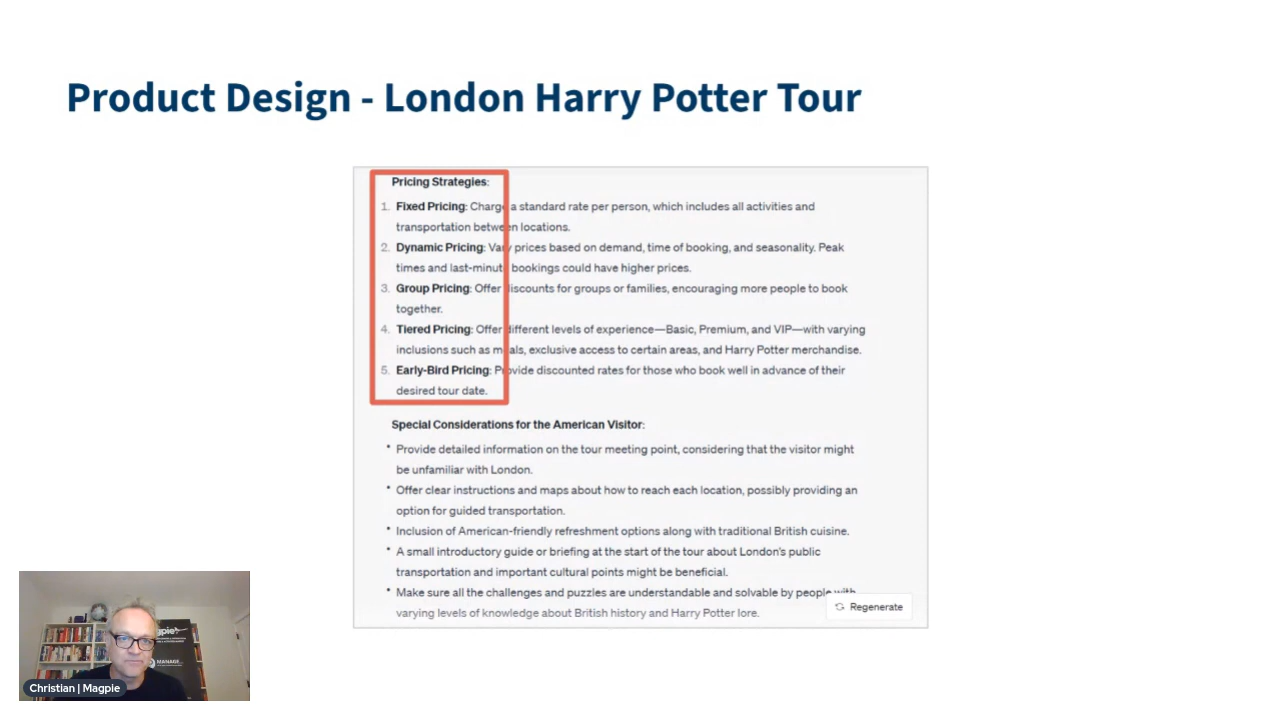 Product Design - London Harry Potter Tour
Pricing Strategies:
1. Fixed Pricing: Charge a standard rate per person, which includes all activities and
transportation between locations.
2. Dynamic Pricing: Vary prices based on demand, time of booking, and seasonality. Peak
times and last-minute bookings could have higher prices.
3. Group Pricing: Offer discounts for groups or families, encouraging more people to book
together.
4. Tiered Pricing: Offer different levels of experience—Basic, Premium, and VIP—with varying
inclusions such as meals, exclusive access to certain areas, and Harry Potter merchandise.
5. Early-Bird Pricing: Provide discounted rates for those who book well in advance of their
desired tour date.
Special Considerations for the American Visitor:
• Provide detailed information on the tour meeting point, considering that the visitor might
be unfamiliar with London.
• Offer clear instructions and maps about how to reach each location, possibly providing an
option for guided transportation.
• Inclusion of American-friendly refreshment options along with traditional British cuisine.
• A small introductory guide or briefing at the start of the tour about London's public
transportation and important cultural points might be beneficial.
• Make sure all the challenges and puzzles are understandable and solvable by people with
varying levels of knowledge about British history and Harry Potter lore.
Regenerate
MANAGE
Christian | Magpie